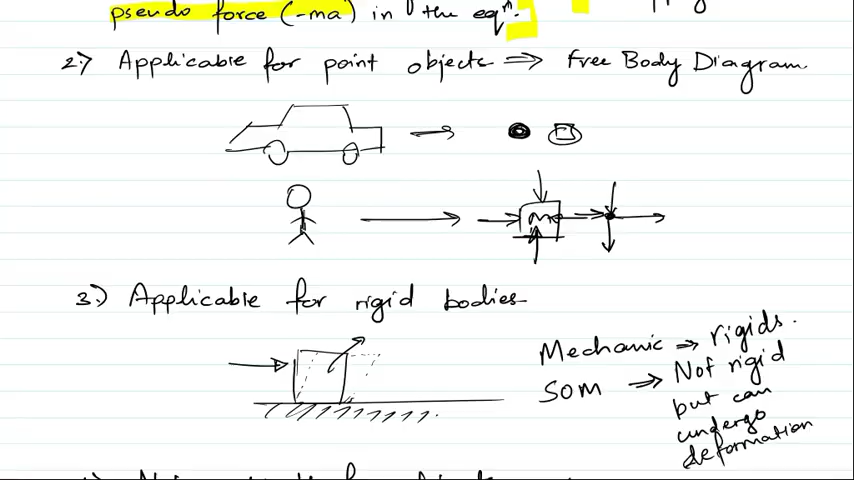 pseudo force (-ma) in the eqn.
2.) Applicable for point objects ⇒ Free Body Diagram
m
3.) Applicable for rigid bodies
Mechanic ⇒ rigids.
SOM ⇒ Not rigid
but can
undergo
deformation